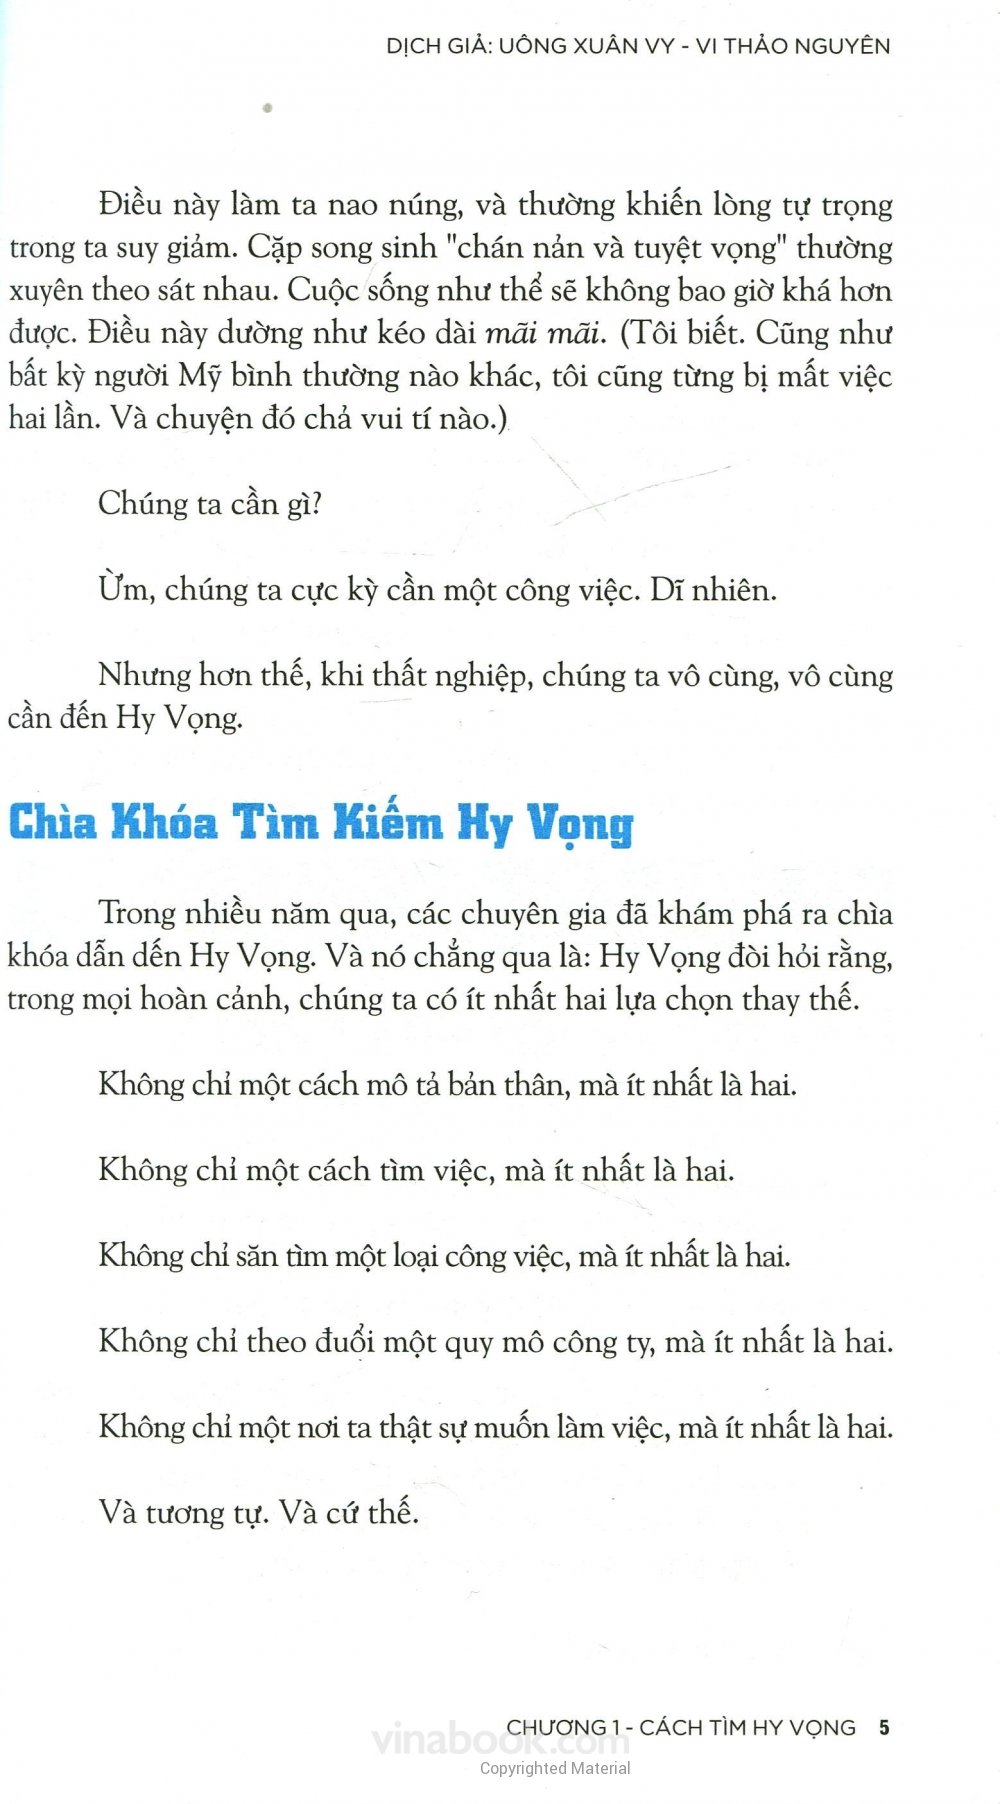 DỊCH GIẢ: UÔNG XUÂN VY - VI THẢO NGUYÊN
Điều này làm ta nao núng, và thường khiến lòng tự trọng
trong ta suy giảm. Cặp song sinh "chán nản và tuyệt vọng" thường
xuyên theo sát nhau. Cuộc sống như thể sẽ không bao giờ khá hơn
được. Điều này dường như kéo dài mãi mãi. (Tôi biết. Cũng như
bất kỳ người Mỹ bình thường nào khác, tôi cũng từng bị mất việc
hai lần. Và chuyện đó chả vui tí nào.)
Chúng ta cần gì?
Ừm, chúng ta cực kỳ cần một công việc. Dĩ nhiên.
Nhưng hơn thế, khi thất nghiệp, chúng ta vô cùng, vô cùng
cần đến Hy Vọng.
Chìa Khóa Tìm Kiếm Hy Vọng
Trong nhiều năm qua, các chuyên gia đã khám phá ra chìa
khóa dẫn dến Hy Vọng. Và nó chẳng qua là: Hy Vọng đòi hỏi rằng,
trong mọi hoàn cảnh, chúng ta có ít nhất hai lựa chọn thay thế.
Không chỉ một cách mô tả bản thân, mà ít nhất là hai.
Không chỉ một cách tìm việc, mà ít nhất là hai.
Không chỉ săn tìm một loại công việc, mà ít nhất là hai.
Không chỉ theo đuổi một quy mô công ty, mà ít nhất là hai.
Không chỉ một nơi ta thật sự muốn làm việc, mà ít nhất là hai.
Và tương tự. Và cứ thế.
CHƯƠNG 1 - CÁCH TÌM HY VỌNG 5
vinabook.com
Copyrighted Material